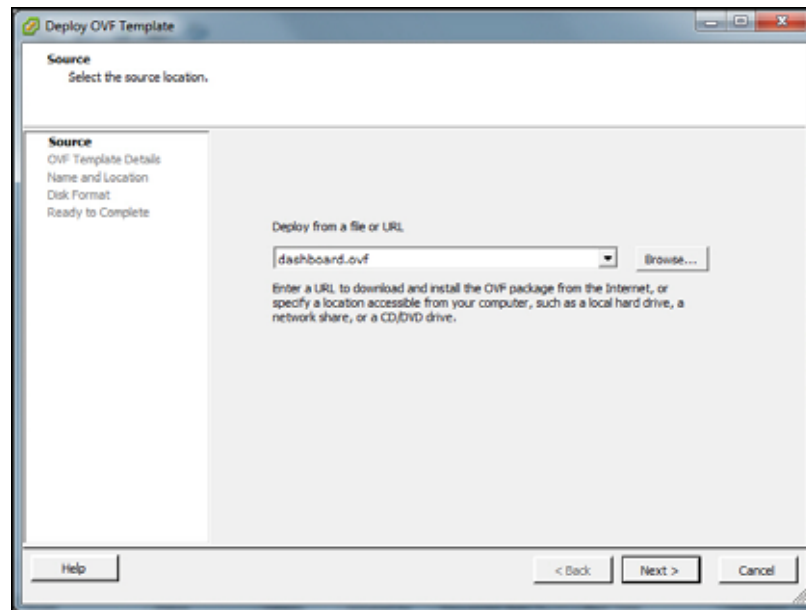 Deploy OVF Template
Source
Select the source location.
Source
OVF Template Details
Name and Location
Disk Format
Ready to Complete
Deploy from a file or URL
dashboard.ovf
Browse...
Enter a URL to download and install the OVF package from the Internet, or
specify a location accessible from your computer, such as a local hard drive, a
network share, or a CD/DVD drive.
Help
< Back
Next >
Cancel